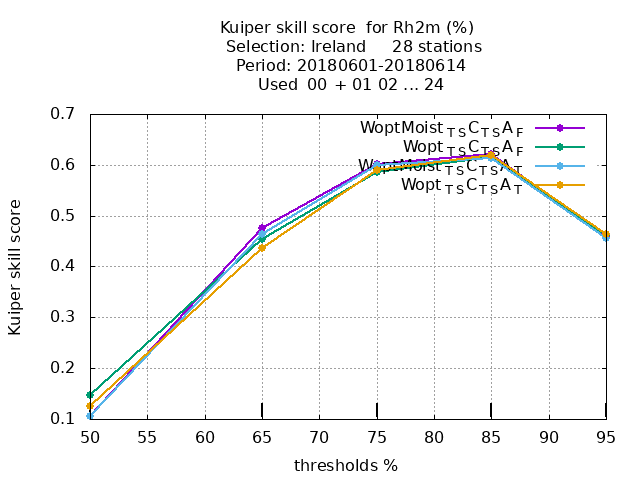 Kuiper skill score for Rh2m (%)
Selection: Ireland 28 stations
Period: 20180601-20180614
Used 00 + 01 02 ... 24
0.7
WoptMoist TS C TS A F
Wopt TS C TS A F
0.6
WoptMoist TS C TS A T
Wopt TS C TS A T
0.5
0.4
0.3
0.2
0.1
Kuiper skill score
50 55 60 65 70 75 80 85 90 95
thresholds %